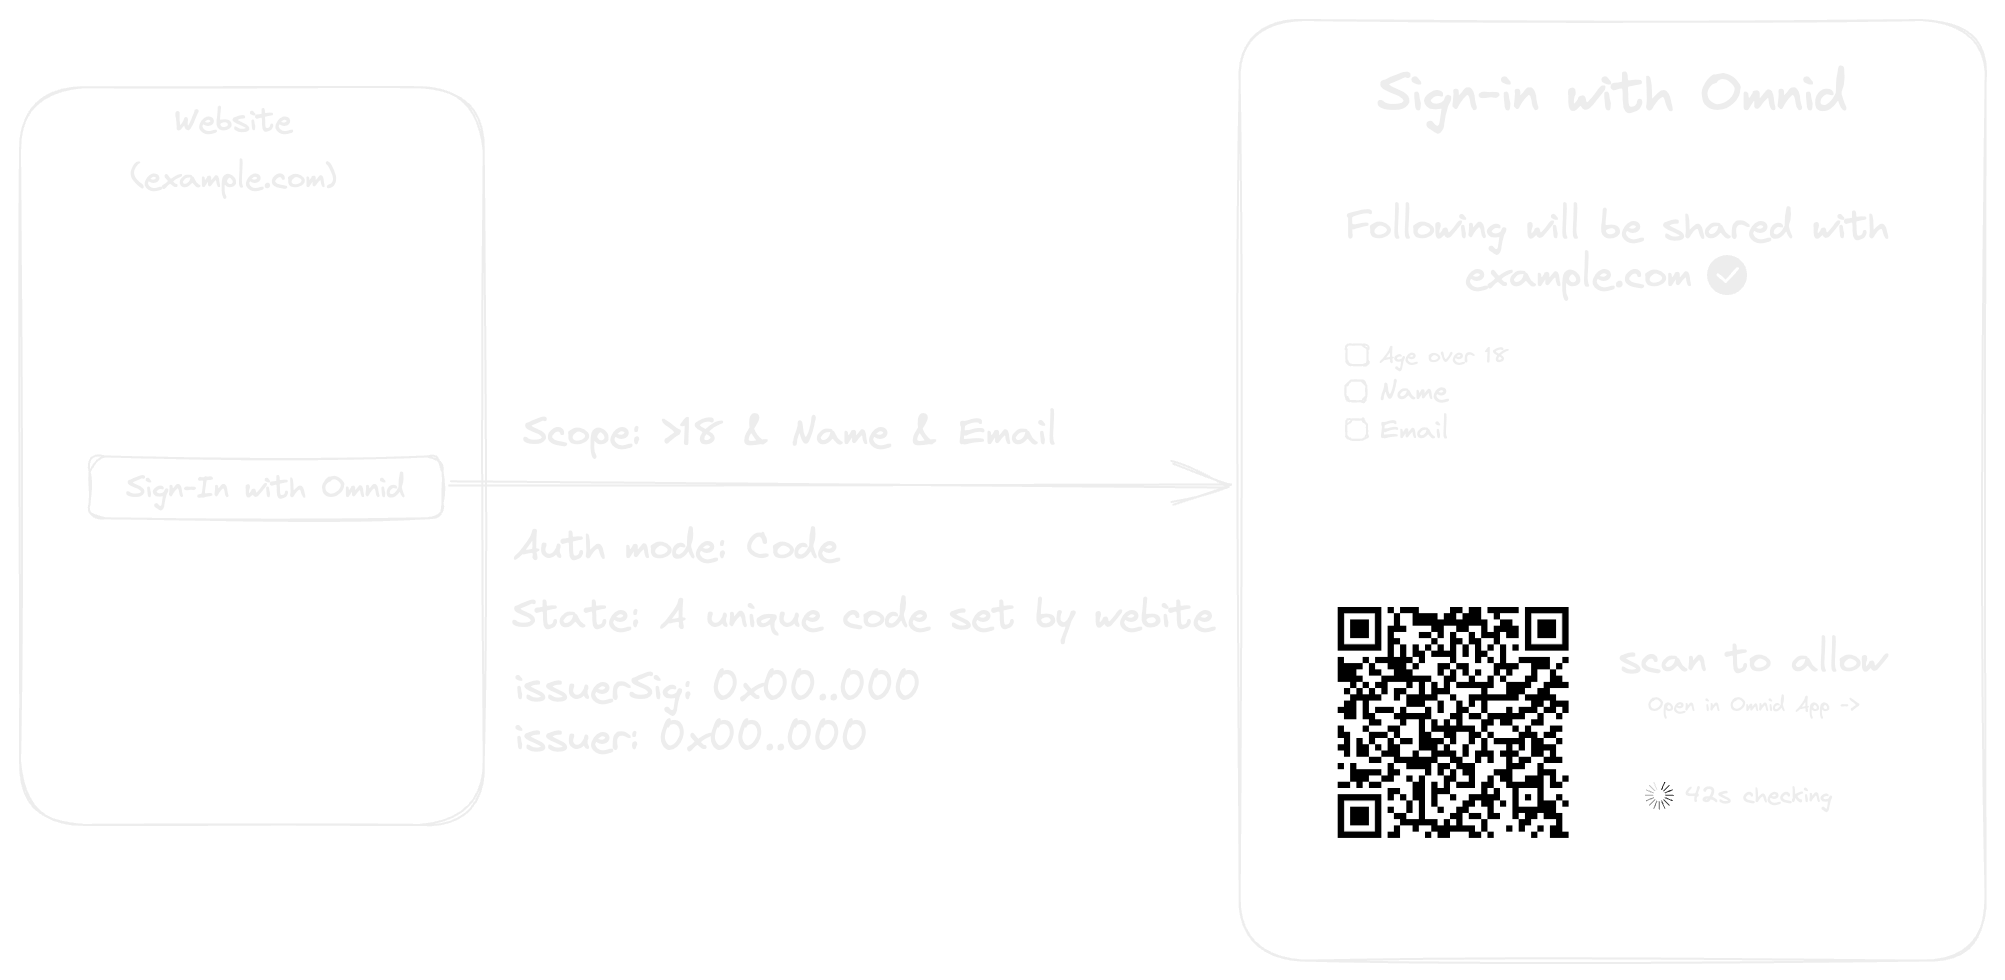 Website
(example.com)
Sign-In with Omnid
Scope: >18 & Name & Email
Auth mode: Code
State: A unique code set by webite
issuerSig: 0x00..000
issuer: 0x00..000
Sign-in with Omnid
Following will be shared with
example.com
Age over 18
Name
Email
scan to allow
Open in Omnid App ->
42s checking